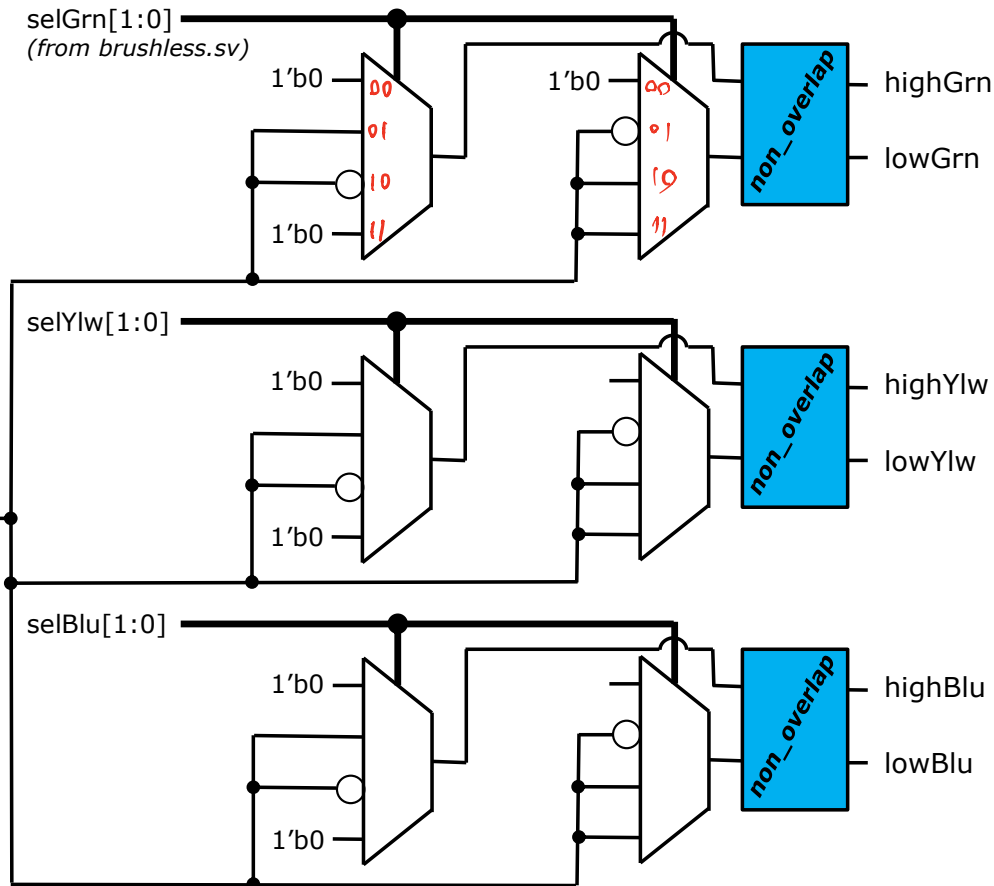 selGrn[1:0]
(from brushless.sv)
1'b0
00
01
10
1'b0
11
1'b0
00
01
10
11
non_overlap
highGrn
lowGrn
selYlw[1:0]
1'b0
1'b0
non_overlap
highYlw
lowYlw
selBlu[1:0]
1'b0
1'b0
non_overlap
highBlu
lowBlu